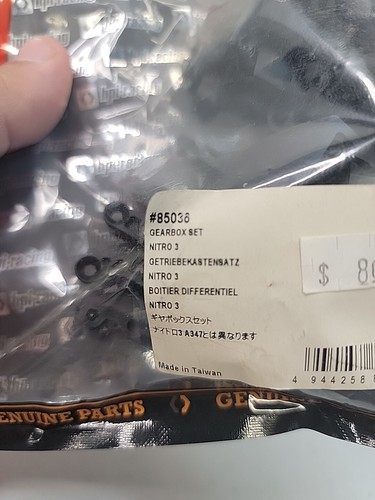 hpiracing
#85036
GEARBOX SET
NITRO 3
GETRIEBEKASTENSATZ
NITRO 3
BOITIER DIFFERENTIEL
NITRO 3
ギヤボックスセット
ナイトロ3 A347とは異なります
$ 80
Made in Taiwan
4 944258
GENUINE PARTS